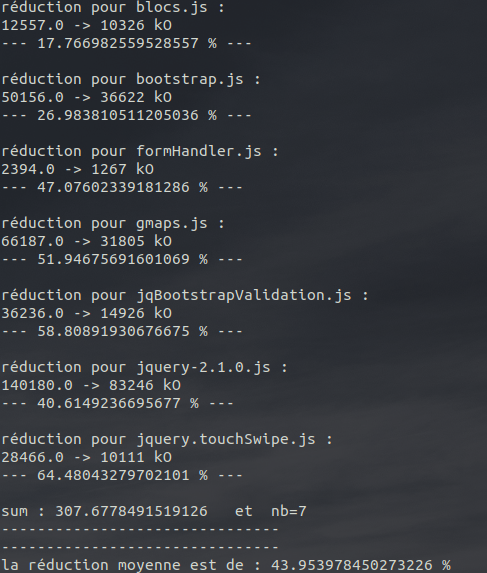 réduction pour blocs.js :
12557.0 -> 10326 kO
--- 17.766982559528557 % ---
réduction pour bootstrap.js :
50156.0 -> 36622 kO
--- 26.983810511205036 % ---
réduction pour formHandler.js :
2394.0 -> 1267 kO
--- 47.07602339181286 % ---
réduction pour gmaps.js :
66187.0 -> 31805 kO
--- 51.94675691601069 % ---
réduction pour jqBootstrapValidation.js :
36236.0 -> 14926 kO
--- 58.80891930676675 % ---
réduction pour jquery-2.1.0.js :
140180.0 -> 83246 kO
--- 40.6149236695677 % ---
réduction pour jquery.touchSwipe.js :
28466.0 -> 10111 kO
--- 64.48043279702101 % ---
sum : 307.6778491519126   et  nb=7
-------------------------------
-------------------------------
la réduction moyenne est de : 43.953978450273226 %